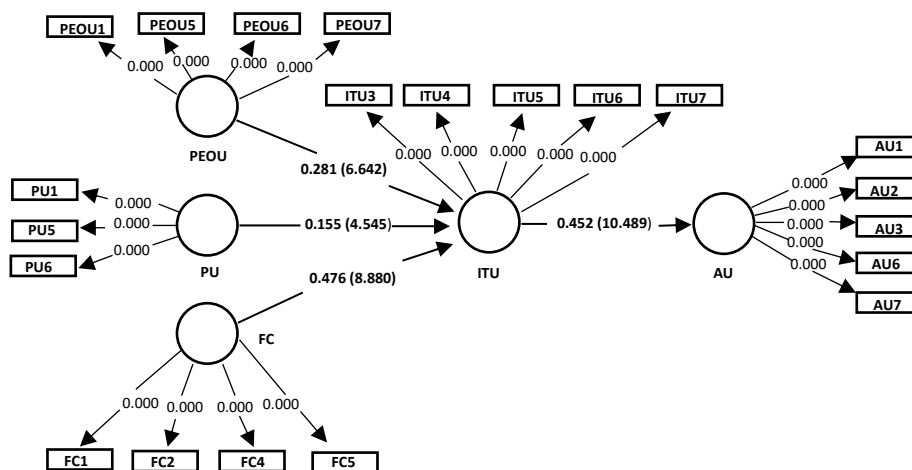 PEOU1 PEOU5 PEOU6 PEOU7
0.000 0.000 0.000 0.000
PEOU
ITU3 ITU4 ITU5 ITU6 ITU7
0.000 0.000 0.000 0.000 0.000
0.281 (6.642)
PU1
PU5
PU6
0.000
0.000
0.000
PU
0.155 (4.545)
ITU
0.452 (10.489)
AU
AU1
AU2
AU3
AU6
AU7
0.000
0.000
0.000
0.000
0.000
0.476 (8.880)
FC
0.000 0.000 0.000 0.000
FC1 FC2 FC4 FC5